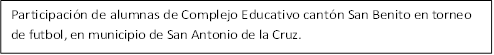 Participación de alumnas de Complejo Educativo cantón San Benito en torneo
de futbol, en municipio de San Antonio de la Cruz.